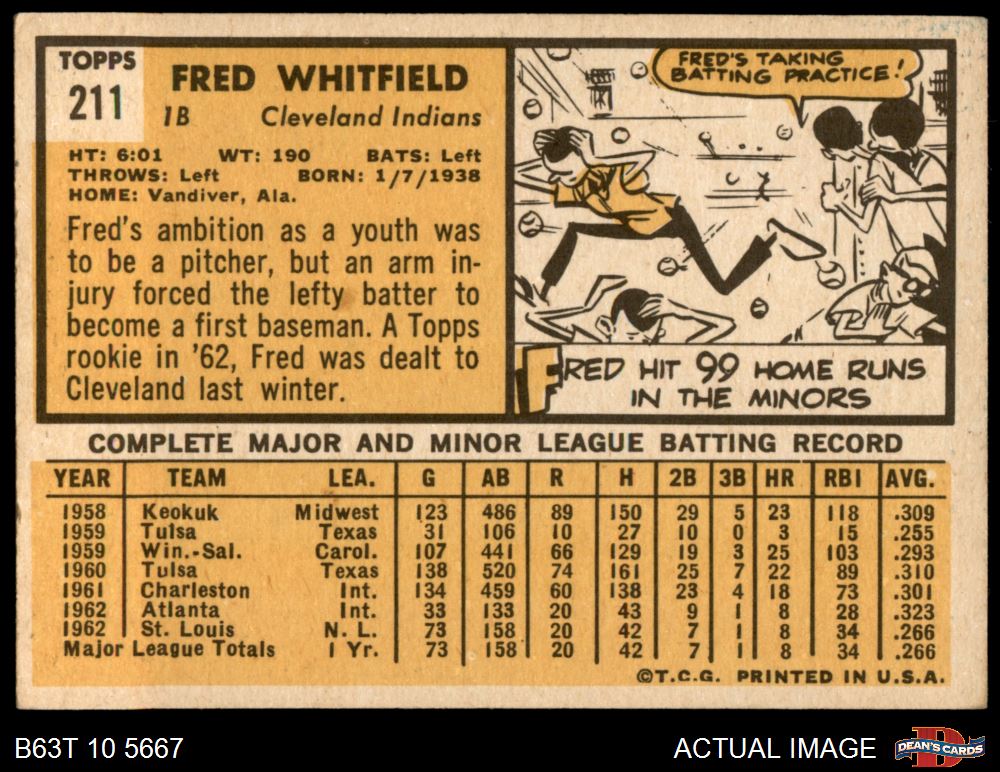 TOPPS
211
FRED WHITFIELD
1B Cleveland Indians
HT: 6:01 WT: 190 BATS: Left
THROWS: Left BORN: 1/7/1938
HOME: Vandiver, Ala.
Fred's ambition as a youth was
to be a pitcher, but an arm in-
jury forced the lefty batter to
become a first baseman. A Topps
rookie in '62, Fred was dealt to
Cleveland last winter.
FRED'S TAKING
BATTING PRACTICE!
FRED HIT 99 HOME RUNS
IN THE MINORS
COMPLETE MAJOR AND MINOR LEAGUE BATTING RECORD
YEAR TEAM LEA. G AB R H 2B 3B HR RBI AVG.
1958 Keokuk Midwest 123 486 89 150 29 5 23 118 .309
1959 Tulsa Texas 31 106 10 27 10 0 3 15 .255
1959 Win.-Sal. Carol. 107 441 66 129 19 3 25 103 .293
1960 Tulsa Texas 138 520 74 161 25 7 22 89 .310
1961 Charleston Int. 134 459 60 138 23 4 18 73 .301
1962 Atlanta Int. 33 133 20 43 9 1 8 28 .323
1962 St. Louis N. L. 73 158 20 42 7 1 8 34 .266
Major League Totals 1 Yr. 73 158 20 42 7 1 8 34 .266
©T.C.G. PRINTED IN U.S.A.
B63T 10 5667
ACTUAL IMAGE
D
DEAN'S CARDS